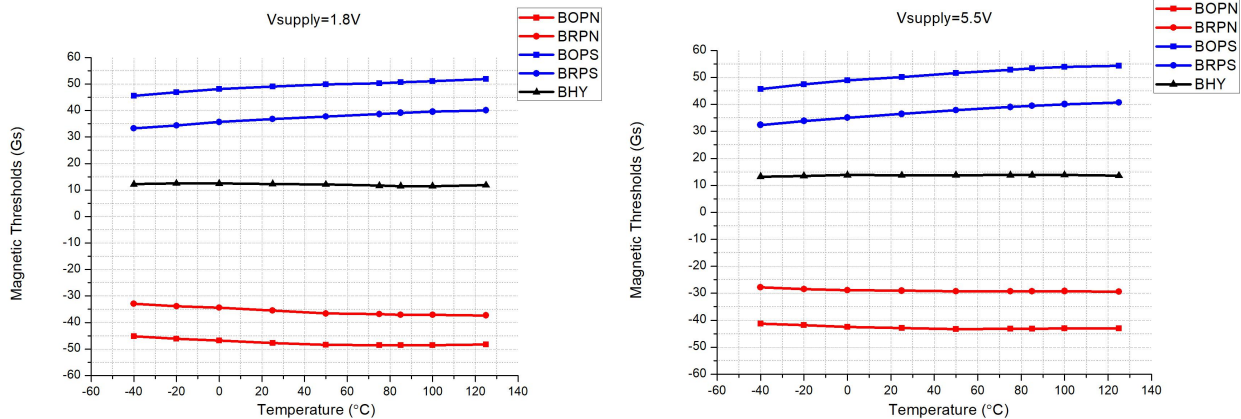 Vsupply=1.8V
BOPN
BRPN
BOPS
BRPS
BHY
Magnetic Thresholds (Gs)
60
50
40
30
20
10
0
-10
-20
-30
-40
-50
-60
-60 -40 -20 0 20 40 60 80 100 120 140
Temperature (°C)
Vsupply=5.5V
BOPN
BRPN
BOPS
BRPS
BHY
Magnetic Thresholds (Gs)
60
50
40
30
20
10
0
-10
-20
-30
-40
-50
-60
-60 -40 -20 0 20 40 60 80 100 120 140
Temperature (°C)